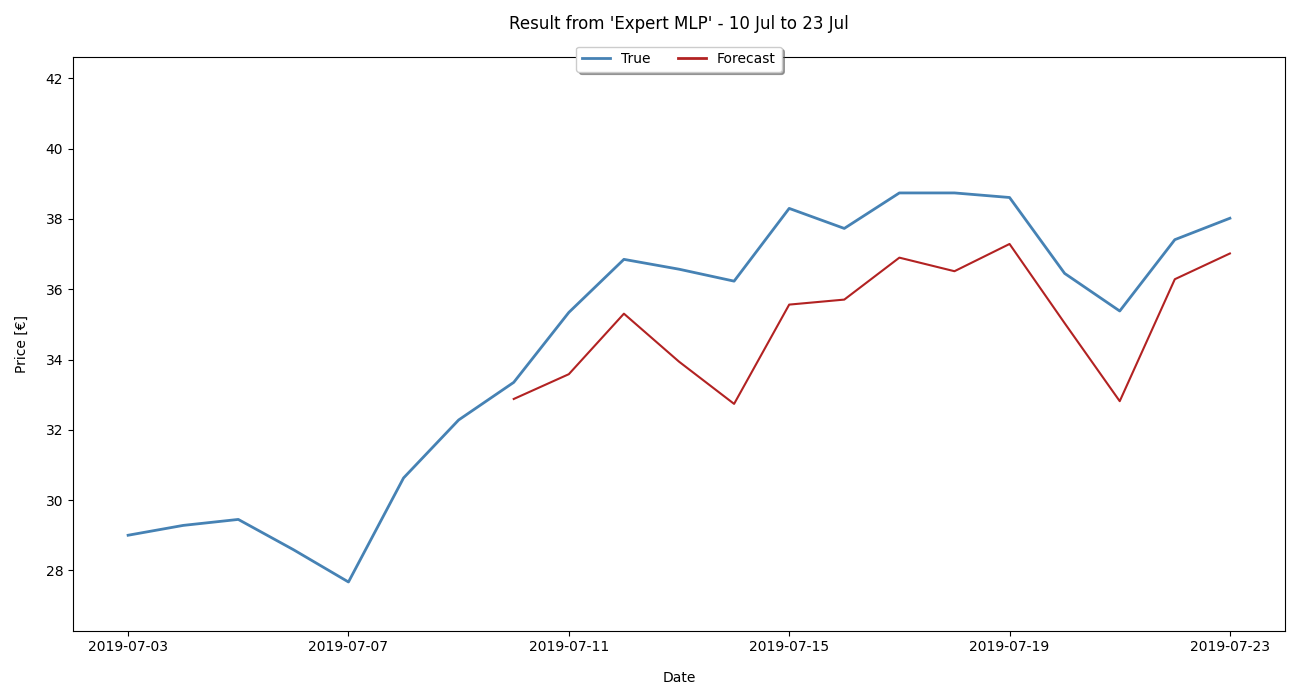 Result from 'Expert MLP' - 10 Jul to 23 Jul
True Forecast
42
40
38
36
34
32
30
28
Price [€]
2019-07-03 2019-07-07 2019-07-11 2019-07-15 2019-07-19 2019-07-23
Date